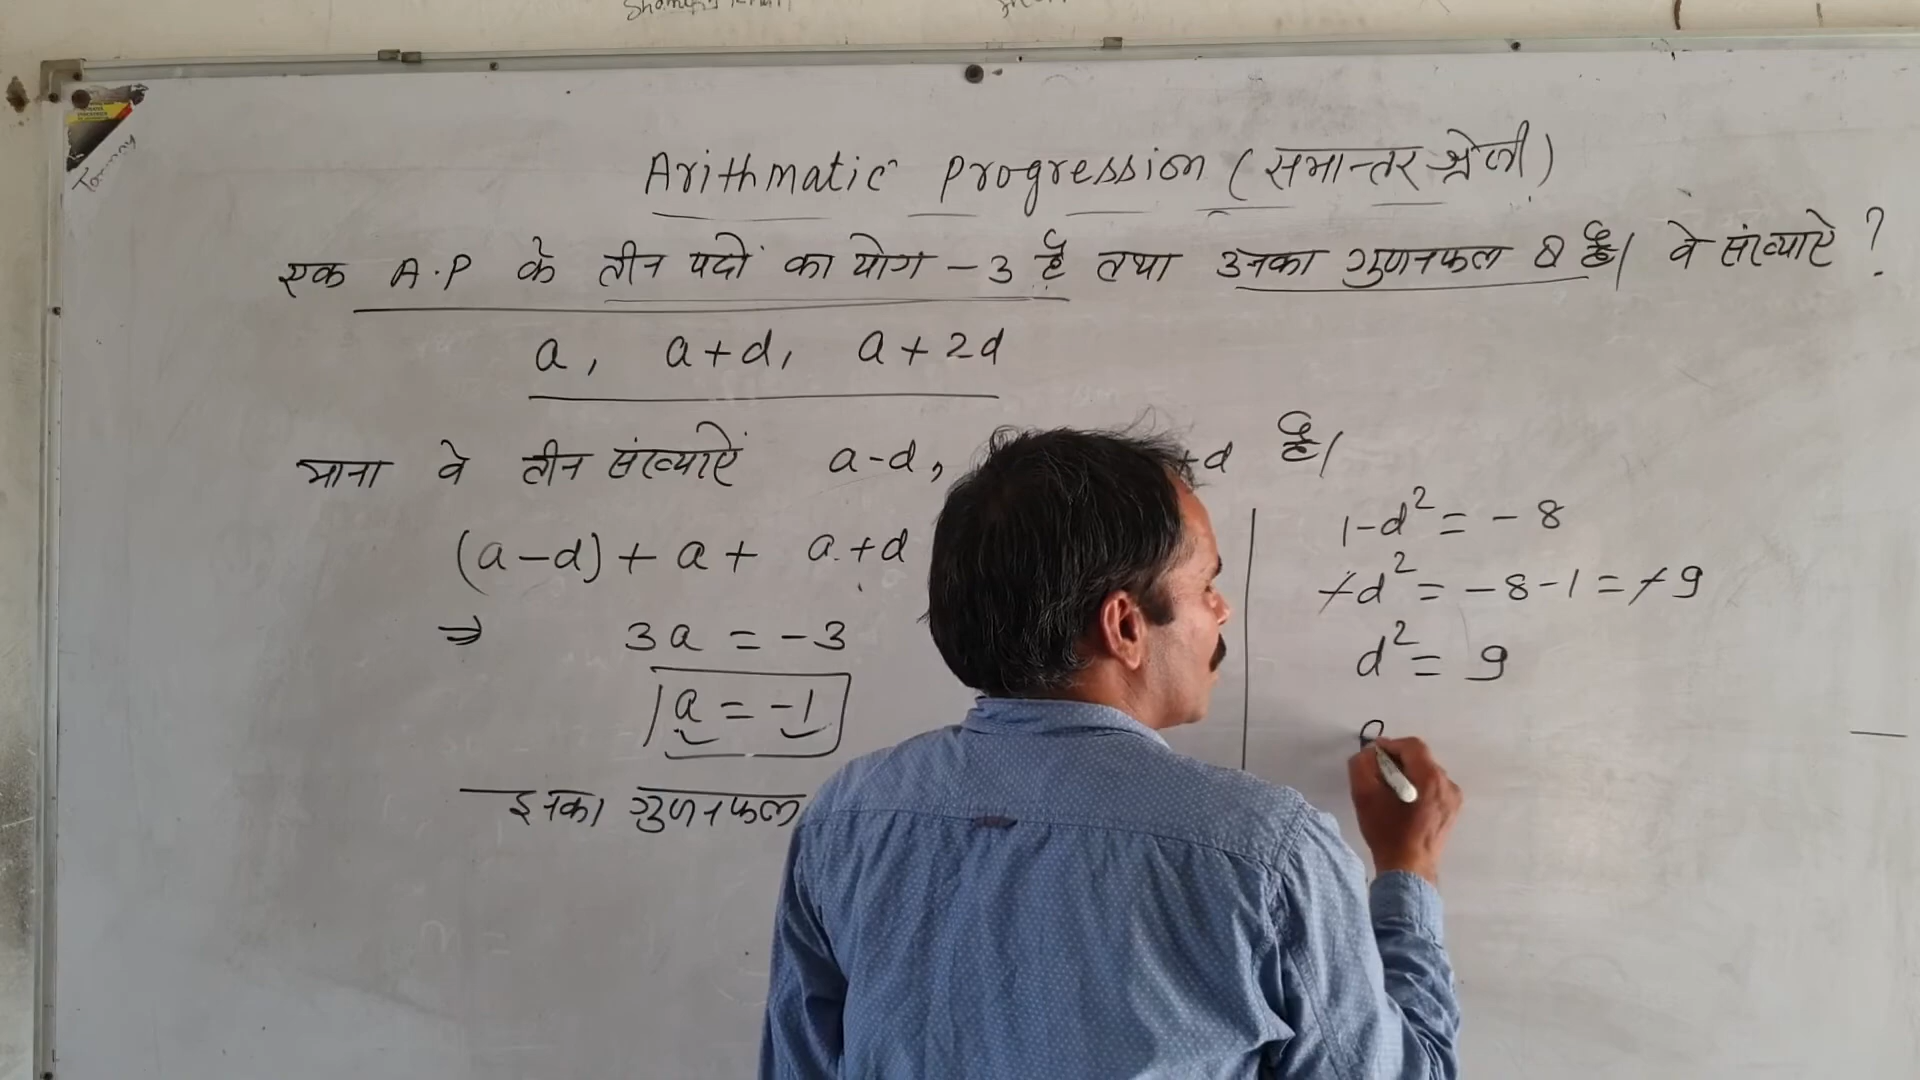 Arithmatic Progression (समान्तर श्रेणी)
एक A.P के तीन पदों का योग -3 है तथा उनका गुणनफल 8 है। वे संख्याऐ ?
a, a+d, a+2d
माना वे तीन संख्याऐं a-d, +d है।
(a-d) + a + a+d
⇒ 3a = -3
a = -1
इनका गुणनफल
1-d² = -8
-d² = -8-1 = -9
d² = 9
Tommy